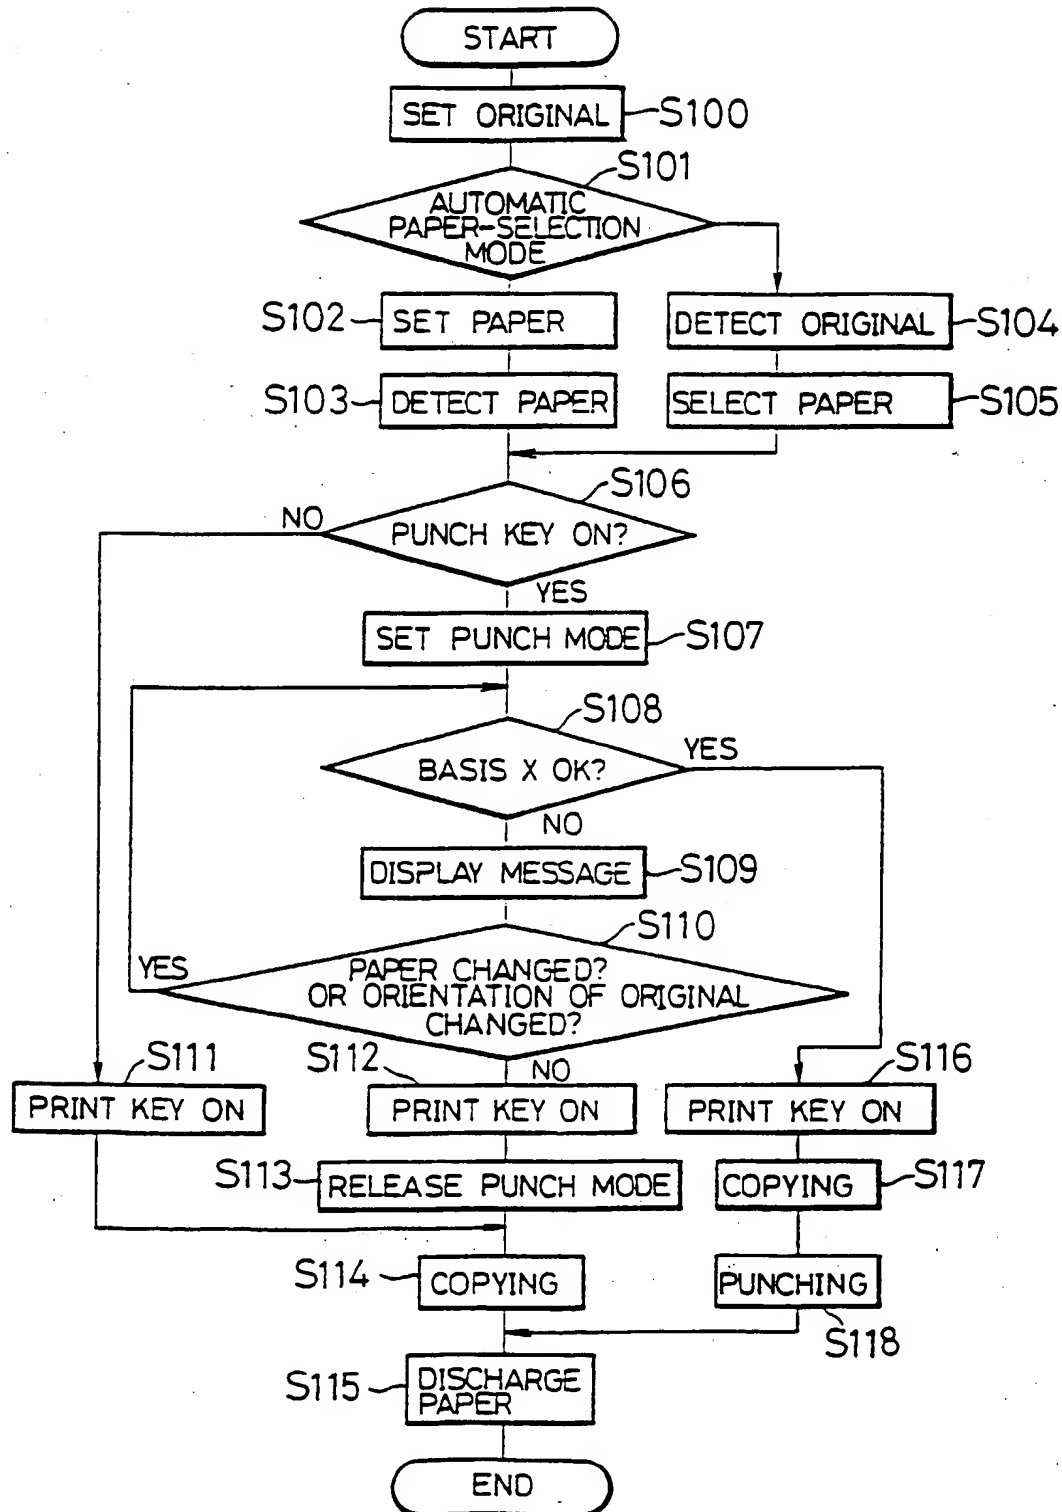 START
SET ORIGINAL
S100
S101
AUTOMATIC
PAPER-SELECTION
MODE
S102
SET PAPER
DETECT ORIGINAL
S104
S103
DETECT PAPER
SELECT PAPER
S105
S106
NO
PUNCH KEY ON?
YES
SET PUNCH MODE
S107
S108
YES
BASIS X OK?
NO
DISPLAY MESSAGE
S109
S110
YES
PAPER CHANGED?
OR ORIENTATION OF ORIGINAL
CHANGED?
S111
S112
NO
S116
PRINT KEY ON
PRINT KEY ON
PRINT KEY ON
S113
RELEASE PUNCH MODE
COPYING
S117
S114
COPYING
PUNCHING
S118
S115
DISCHARGE
PAPER
END